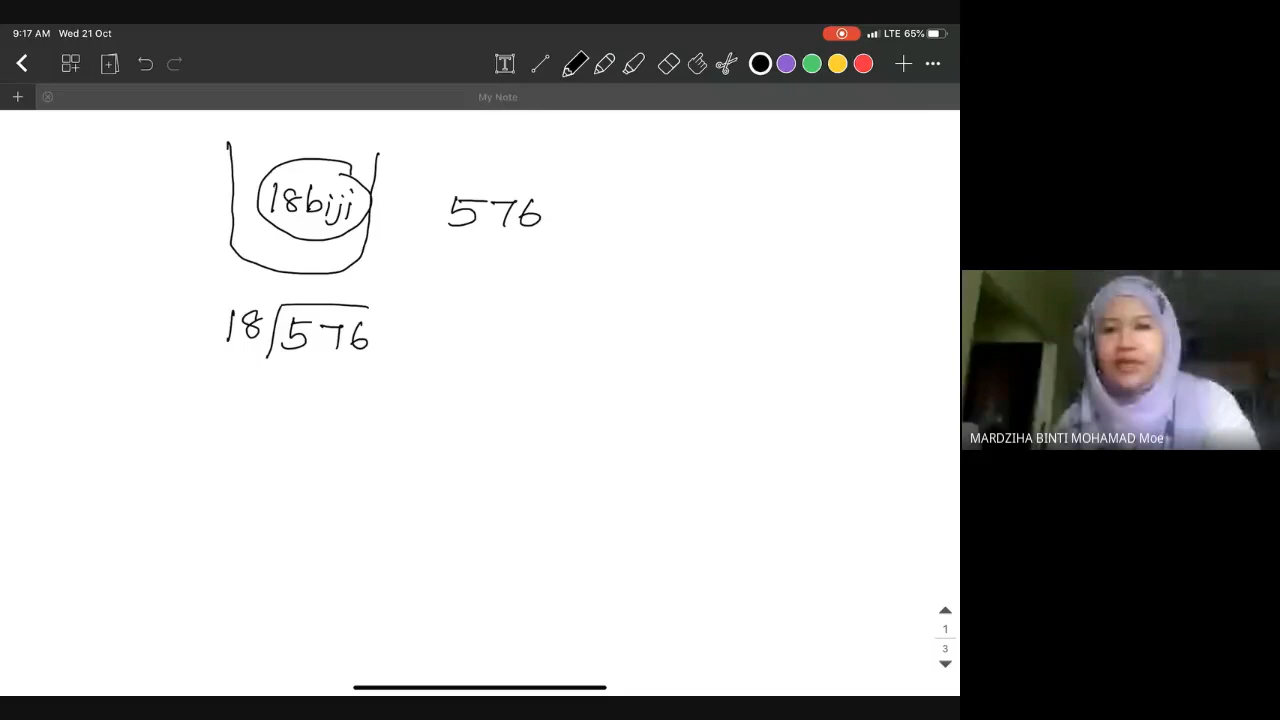 9:17 AM Wed 21 Oct
LTE 65%
T
My Note
18biji
576
18 576
1
3
MARDZIHA BINTI MOHAMAD Moe